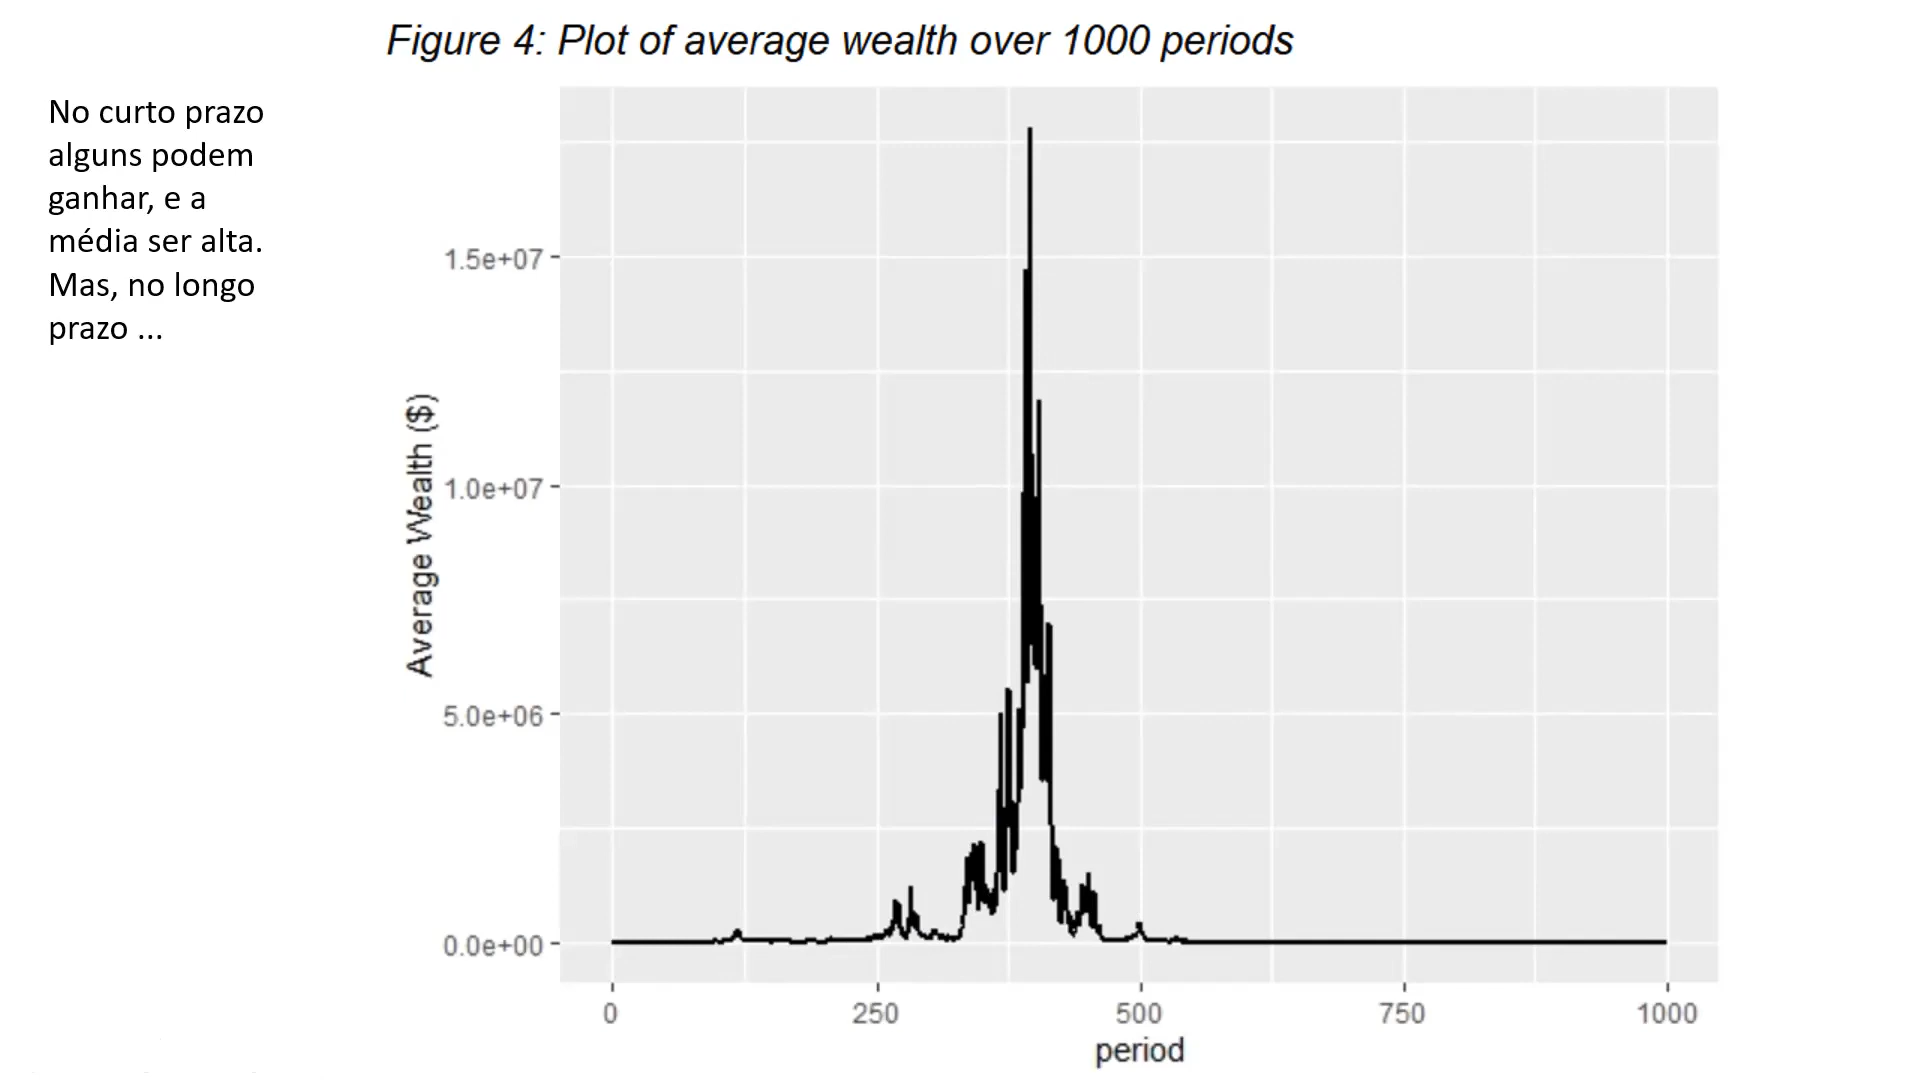 Figure 4: Plot of average wealth over 1000 periods
No curto prazo
alguns podem
ganhar, e a
média ser alta.
Mas, no longo
prazo ...
Average Wealth ($)
1.5e+07
1.0e+07
5.0e+06
0.0e+00
0 250 500 750 1000
period